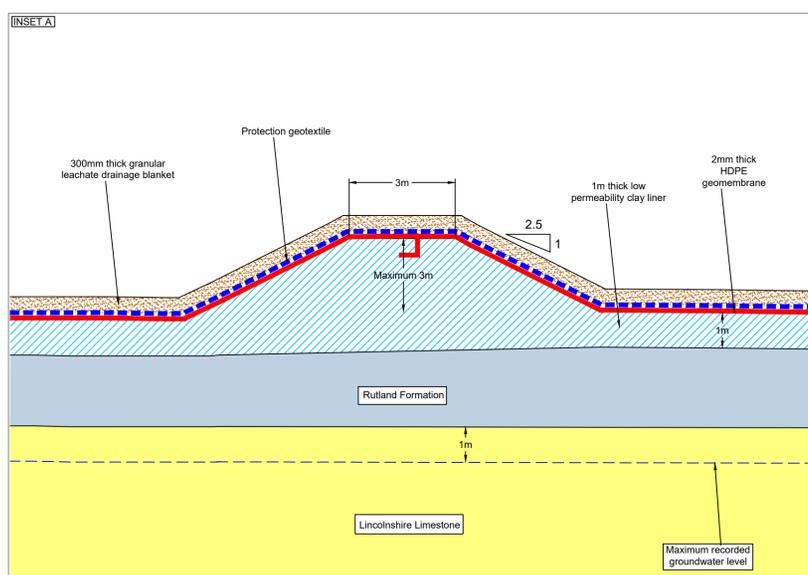 INSET A
Protection geotextile
300mm thick granular
leachate drainage blanket
3m
2mm thick
HDPE
geomembrane
1m thick low
permeability clay liner
2.5
1
Maximum 3m
1m
Rutland Formation
1m
Lincolnshire Limestone
Maximum recorded
groundwater level